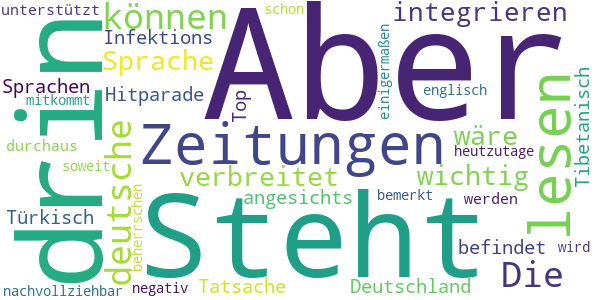 unterstützt
können
schon
Aber
integrieren
Infektions
Sprache
Sprachen
Hitparade
mitkommt
Top
einigermaßen
englisch
drin
Zeitungen
lesen
Tibetanisch
wäre
heutzutage
durchaus
soweit
deutsche
beherrschen
verbreitet
wichtig
angesichts
bemerkt
werden
Türkisch
Steht
befindet
wird
Die
nachvollziehbar
negativ
Tatsache
Deutschland